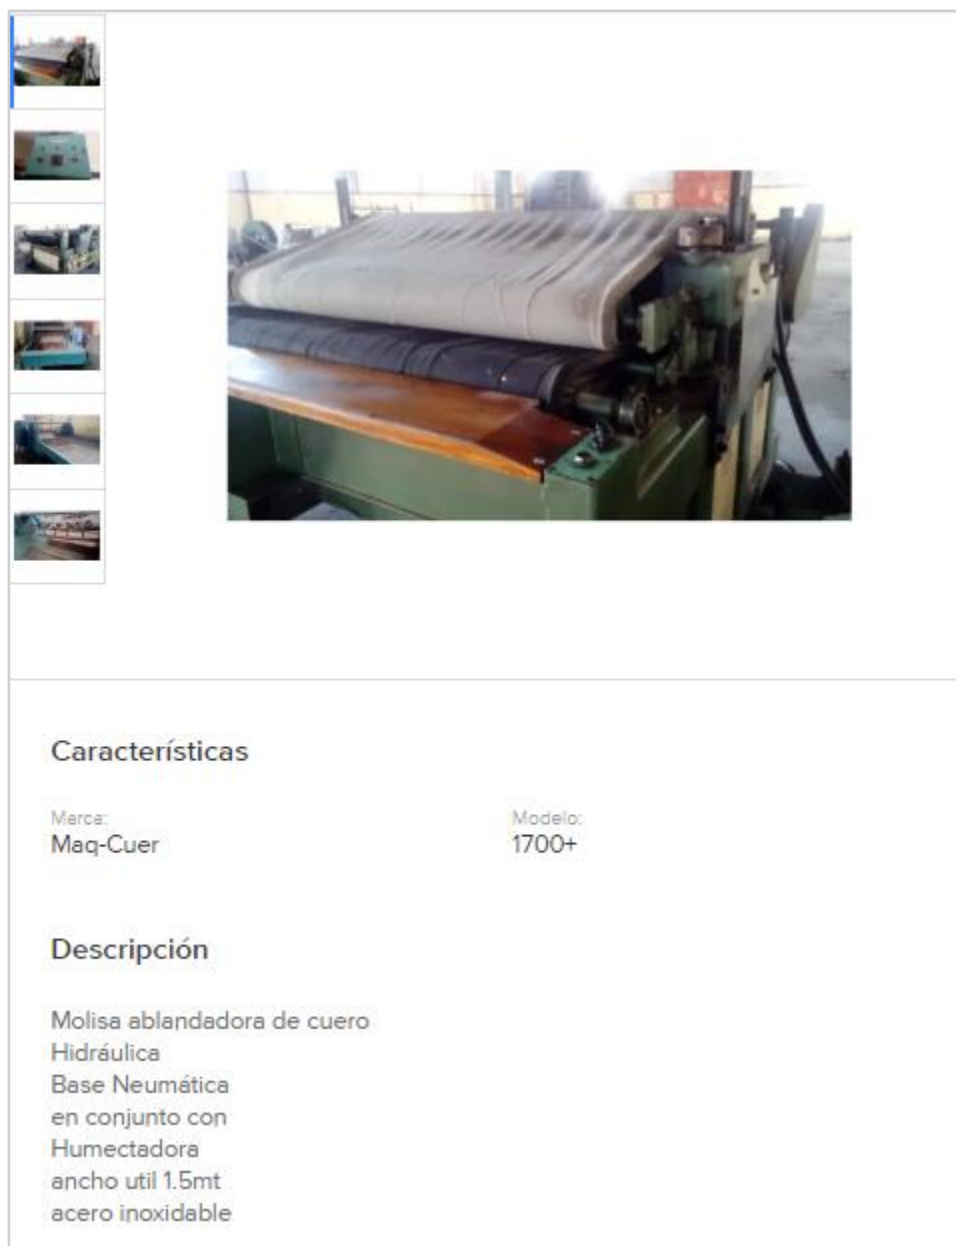 Características
Marca:
Modelo:
Maq-Cuer
1700+
Descripción
Molisa ablandadora de cuero
Hidráulica
Base Neumática
en conjunto con
Humectadora
ancho util 1.5mt
acero inoxidable